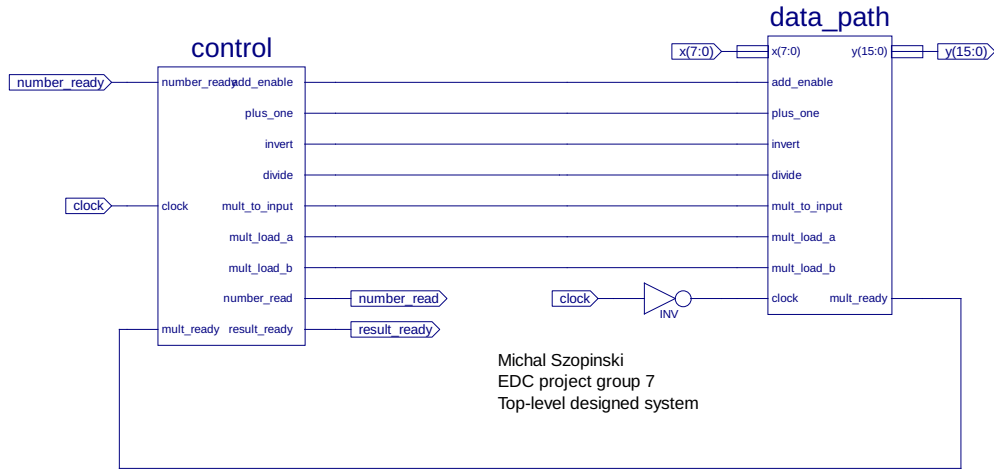 data_path
control
x(7:0) x(7:0) y(15:0) y(15:0)
number_ready number_ready add_enable add_enable
plus_one plus_one
invert invert
divide divide
clock clock mult_to_input mult_to_input
mult_load_a mult_load_a
mult_load_b mult_load_b
number_read number_read clock clock mult_ready
INV
mult_ready result_ready result_ready
Michal Szopinski
EDC project group 7
Top-level designed system